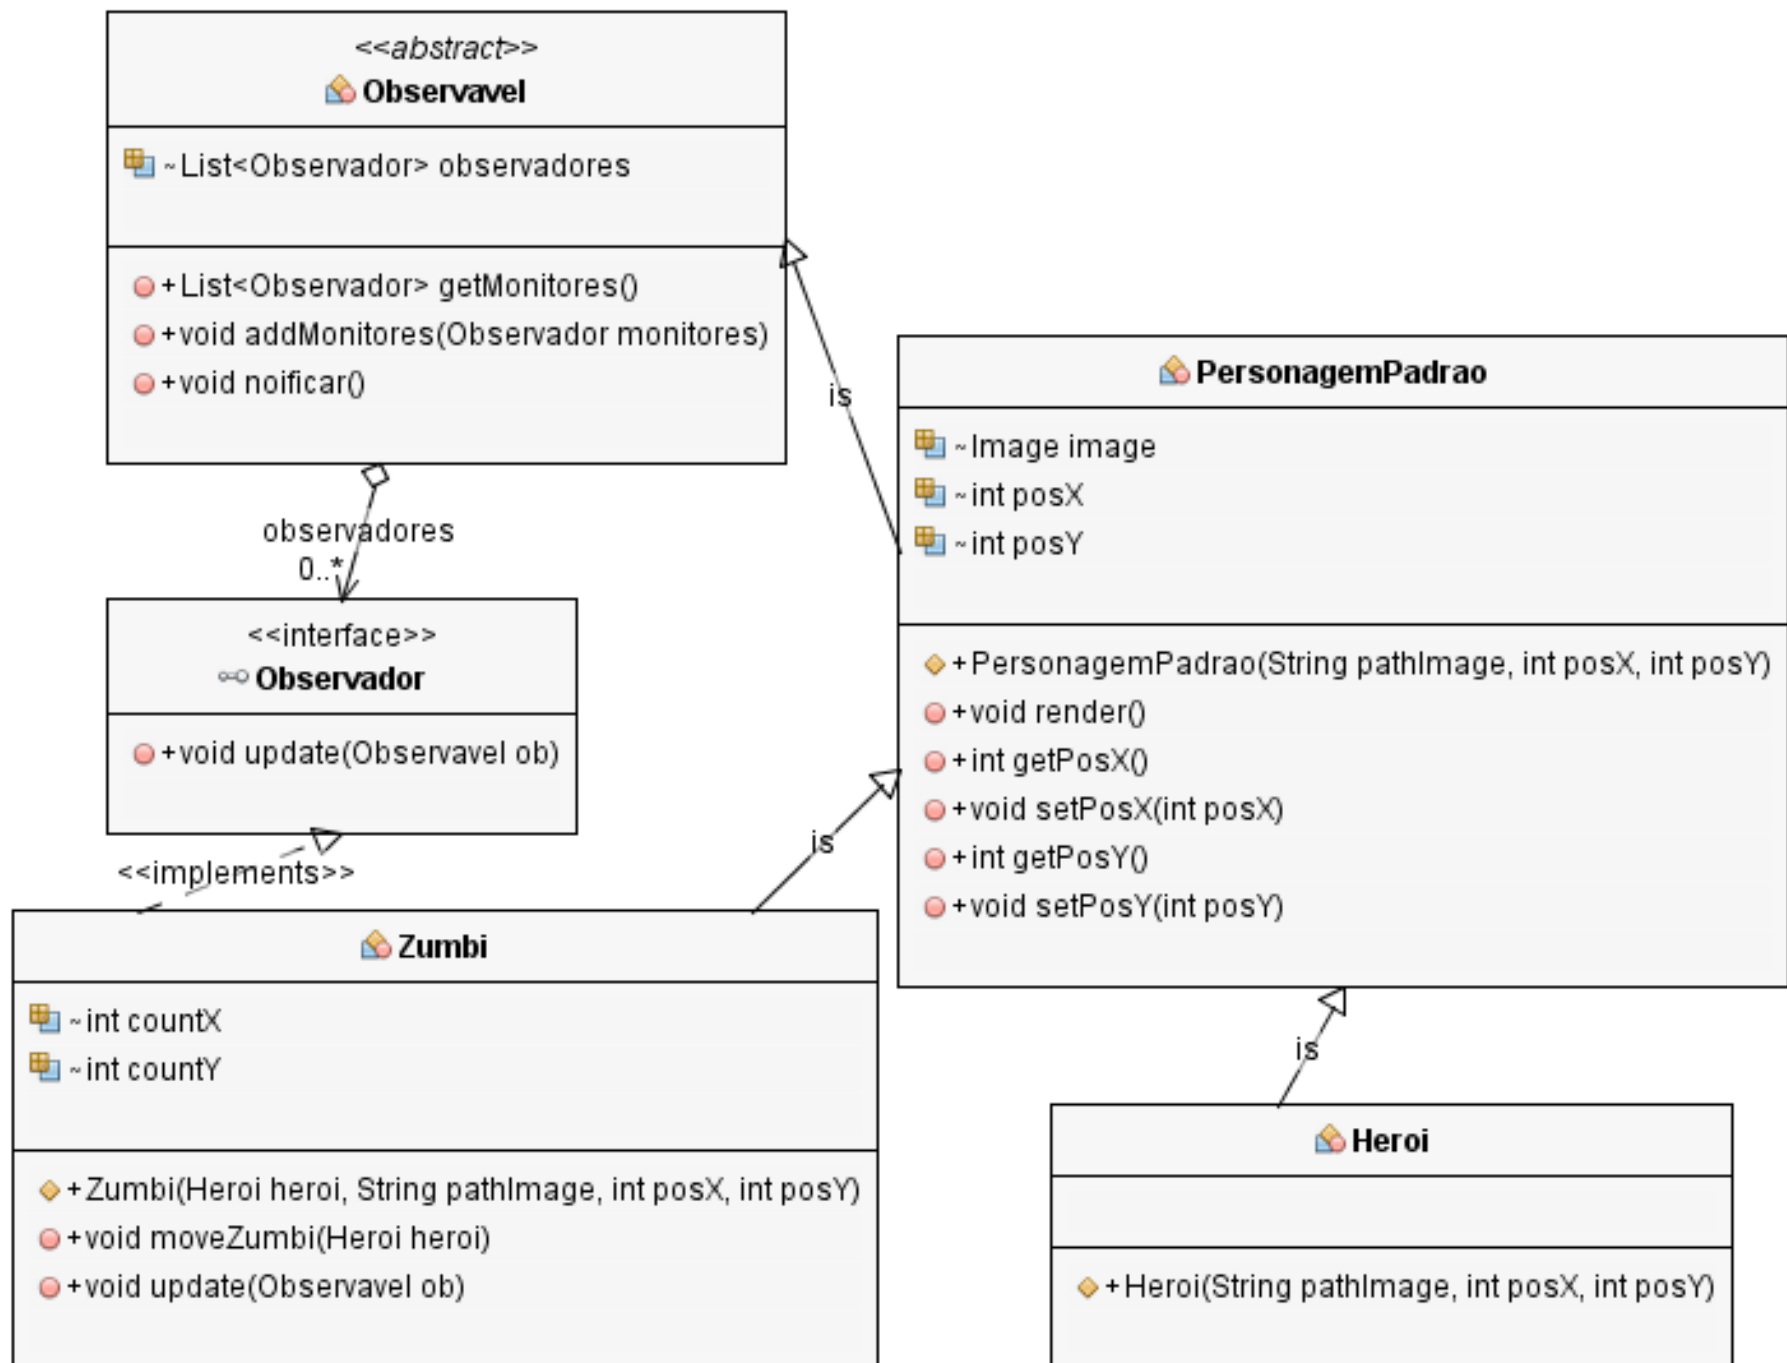 <<abstract>>
Observavel
~List<Observador> observadores
+List<Observador> getMonitores()
+void addMonitores(Observador monitores)
+void noificar()
observadores
0..*
<<interface>>
Observador
+void update(Observavel ob)
<<implements>>
is
PersonagemPadrao
~Image image
~int posX
~int posY
+PersonagemPadrao(String pathImage, int posX, int posY)
+void render()
+int getPosX()
+void setPosX(int posX)
+int getPosY()
+void setPosY(int posY)
is
Zumbi
~int countX
~int countY
+Zumbi(Heroi heroi, String pathImage, int posX, int posY)
+void moveZumbi(Heroi heroi)
+void update(Observavel ob)
is
Heroi
+Heroi(String pathImage, int posX, int posY)